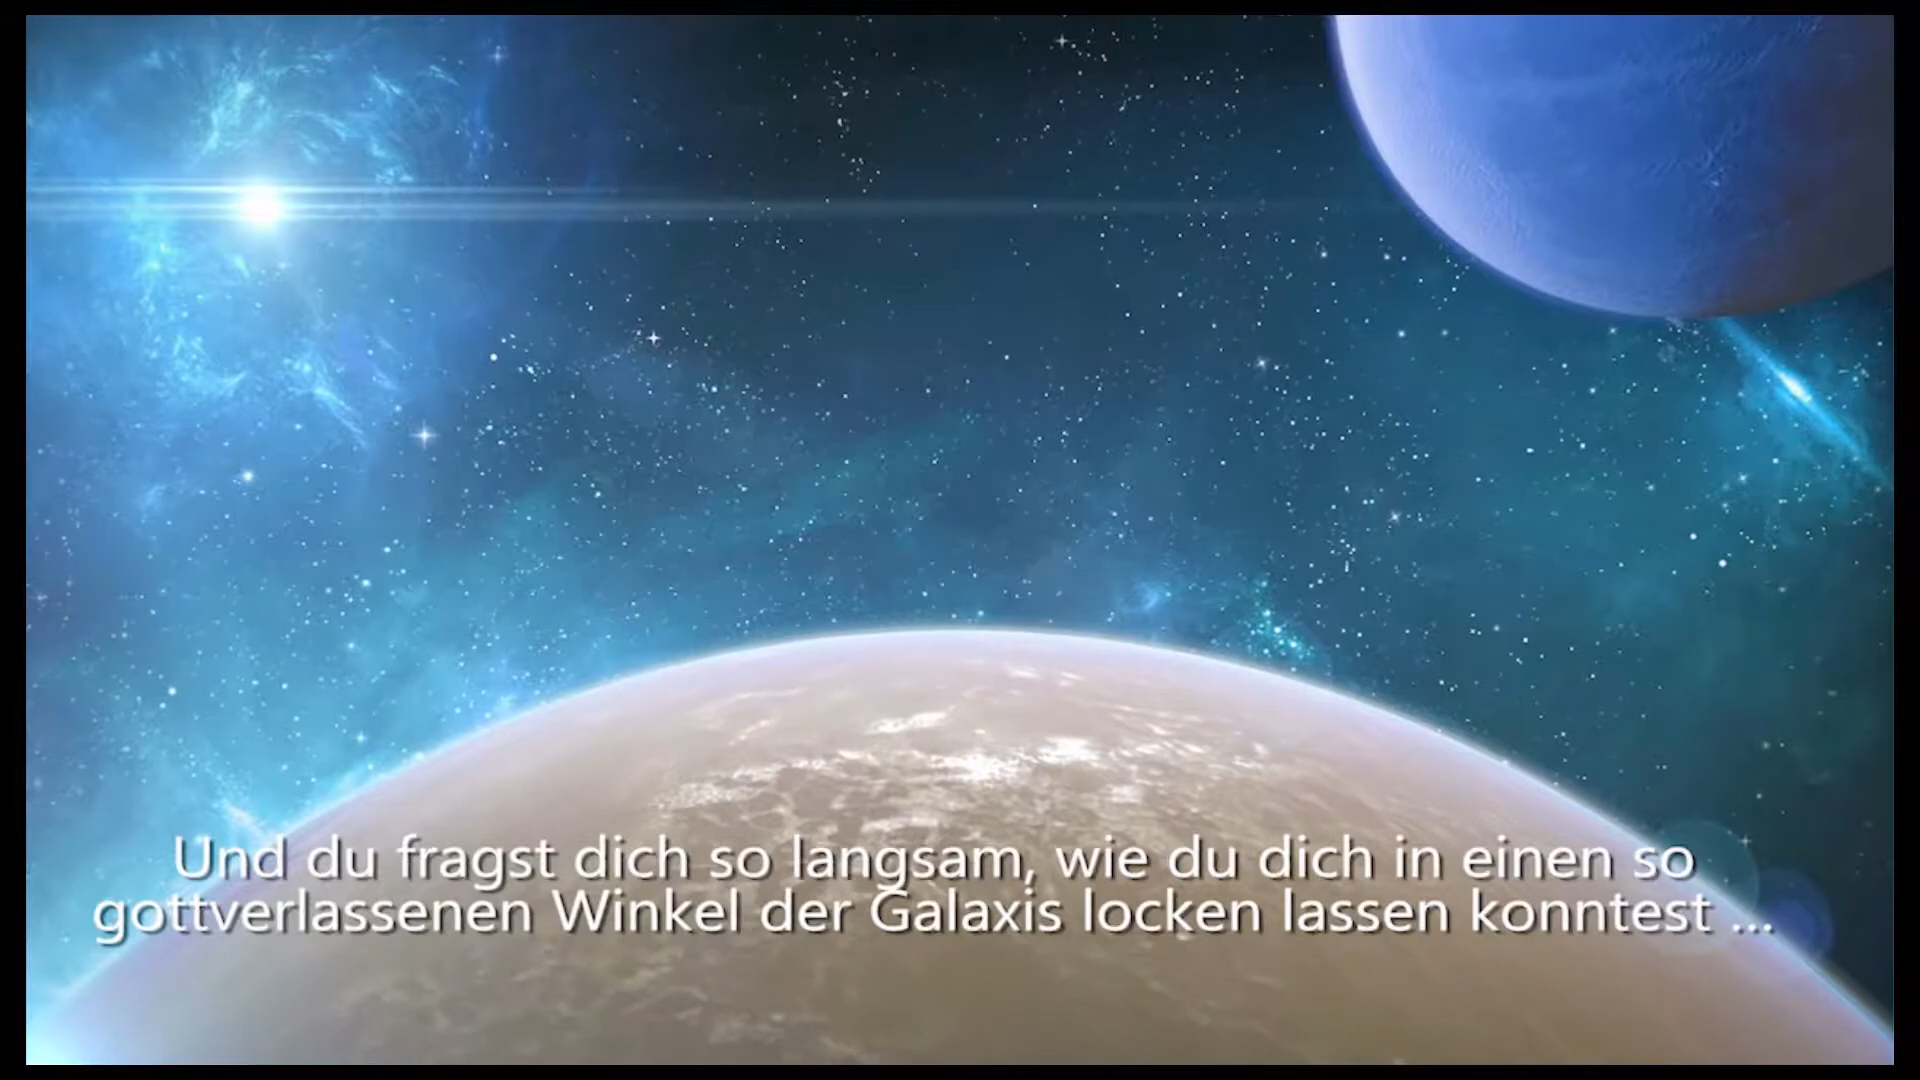 Und du fragst dich so langsam, wie du dich in einen so
gottverlassenen Winkel der Galaxis locken lassen konntest ...